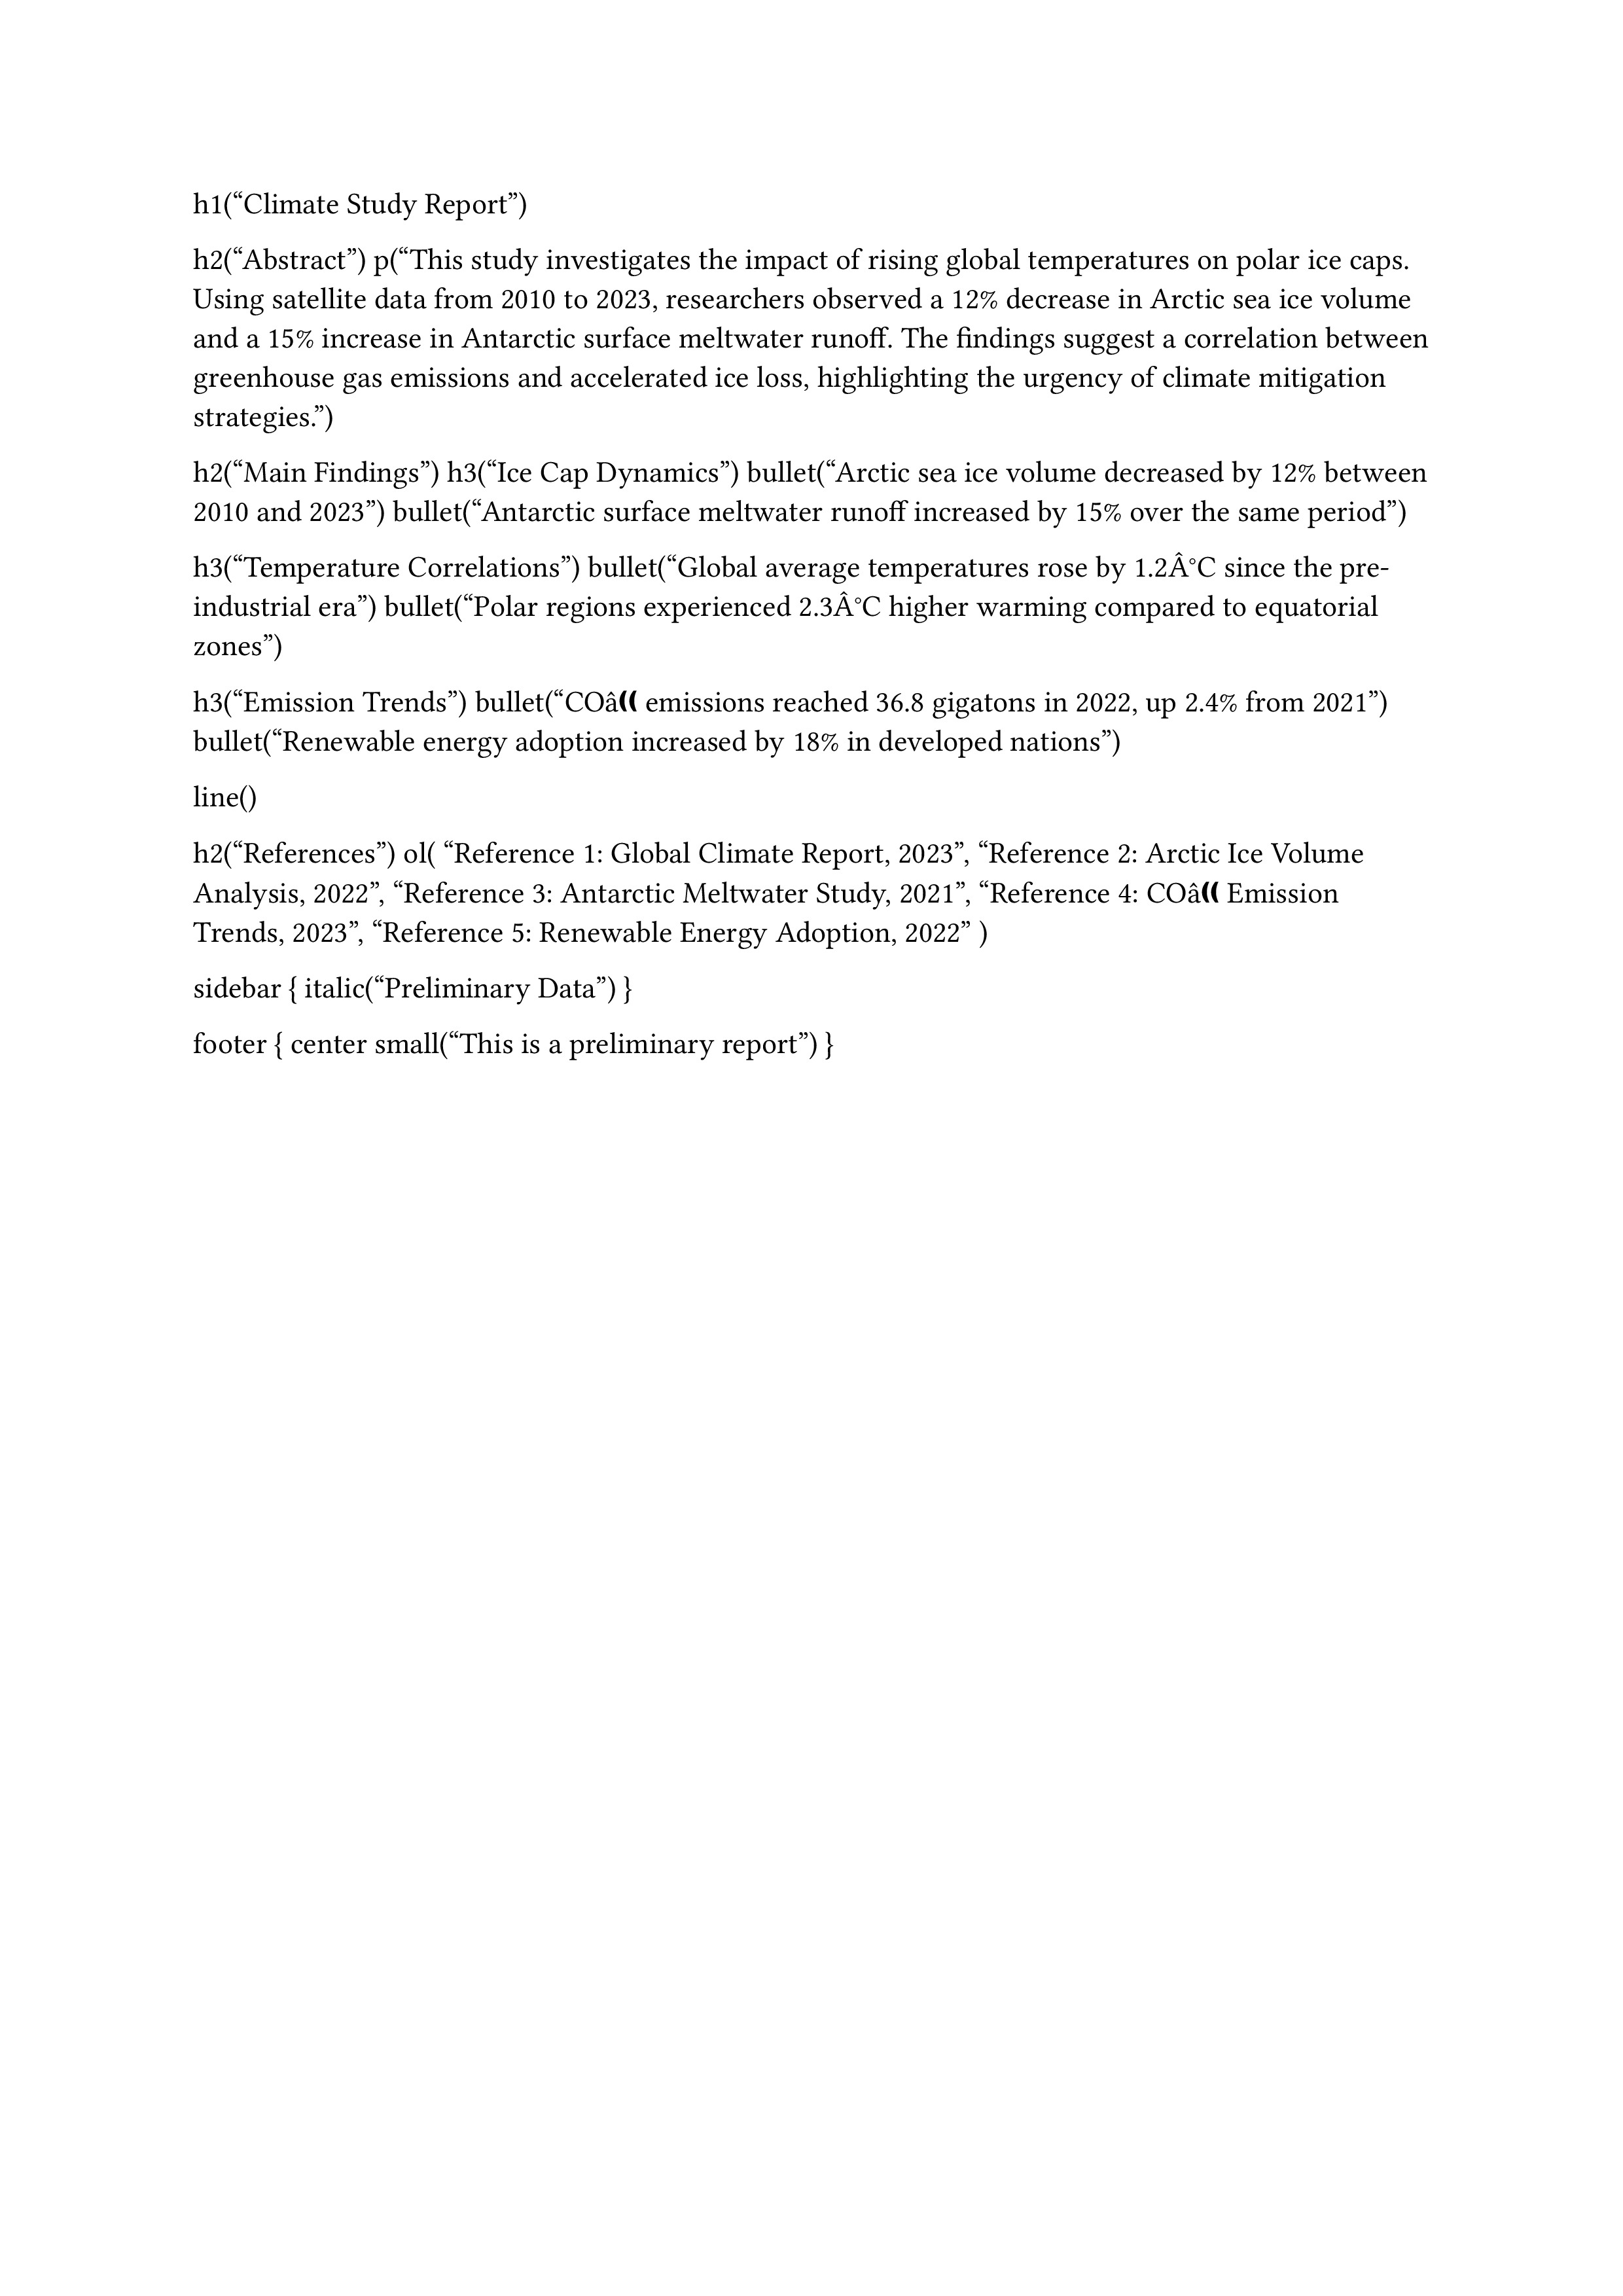 h1(“Climate Study Report”)
h2(“Abstract”) p(“This study investigates the impact of rising global temperatures on polar ice caps.
Using satellite data from 2010 to 2023, researchers observed a 12% decrease in Arctic sea ice volume
and a 15% increase in Antarctic surface meltwater runoff. The findings suggest a correlation between
greenhouse gas emissions and accelerated ice loss, highlighting the urgency of climate mitigation
strategies.”)
h2(“Main Findings”) h3(“Ice Cap Dynamics”) bullet(“Arctic sea ice volume decreased by 12% between
2010 and 2023”) bullet(“Antarctic surface meltwater runoff increased by 15% over the same period”)
h3(“Temperature Correlations”) bullet(“Global average temperatures rose by 1.2Â°C since the pre-
industrial era”) bullet(“Polar regions experienced 2.3Â°C higher warming compared to equatorial
zones”)
h3(“Emission Trends”) bullet(“COâ⸨ emissions reached 36.8 gigatons in 2022, up 2.4% from 2021”)
bullet(“Renewable energy adoption increased by 18% in developed nations”)
line()
h2(“References”) ol( “Reference 1: Global Climate Report, 2023”, “Reference 2: Arctic Ice Volume
Analysis, 2022”, “Reference 3: Antarctic Meltwater Study, 2021”, “Reference 4: COâ⸨ Emission
Trends, 2023”, “Reference 5: Renewable Energy Adoption, 2022” )
sidebar { italic(“Preliminary Data”) }
footer { center small(“This is a preliminary report”) }